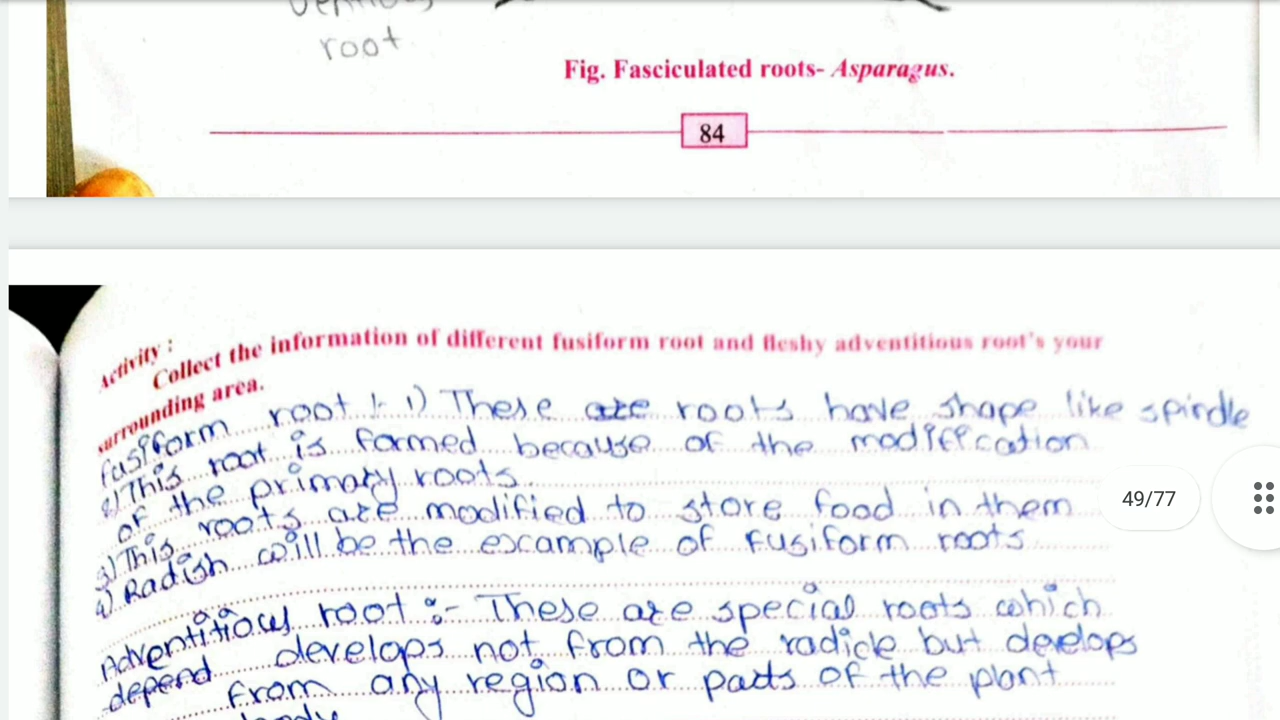 root
Fig. Fasciculated roots- Asparagus.
84
Activity :
Collect the information of different fusiform root and fleshy adventitious root's your
surrounding area.
fusiform root :- 1) These are roots have shape like spindle
2) This root is formed because of the modification
of the primary roots.
49/77
3) This roots are modified to store food in them
4) Radish will be the example of fusiform roots
Adventitious root :- These are special roots which
depend develops not from the radicle but develops
from any region or parts of the plant
body